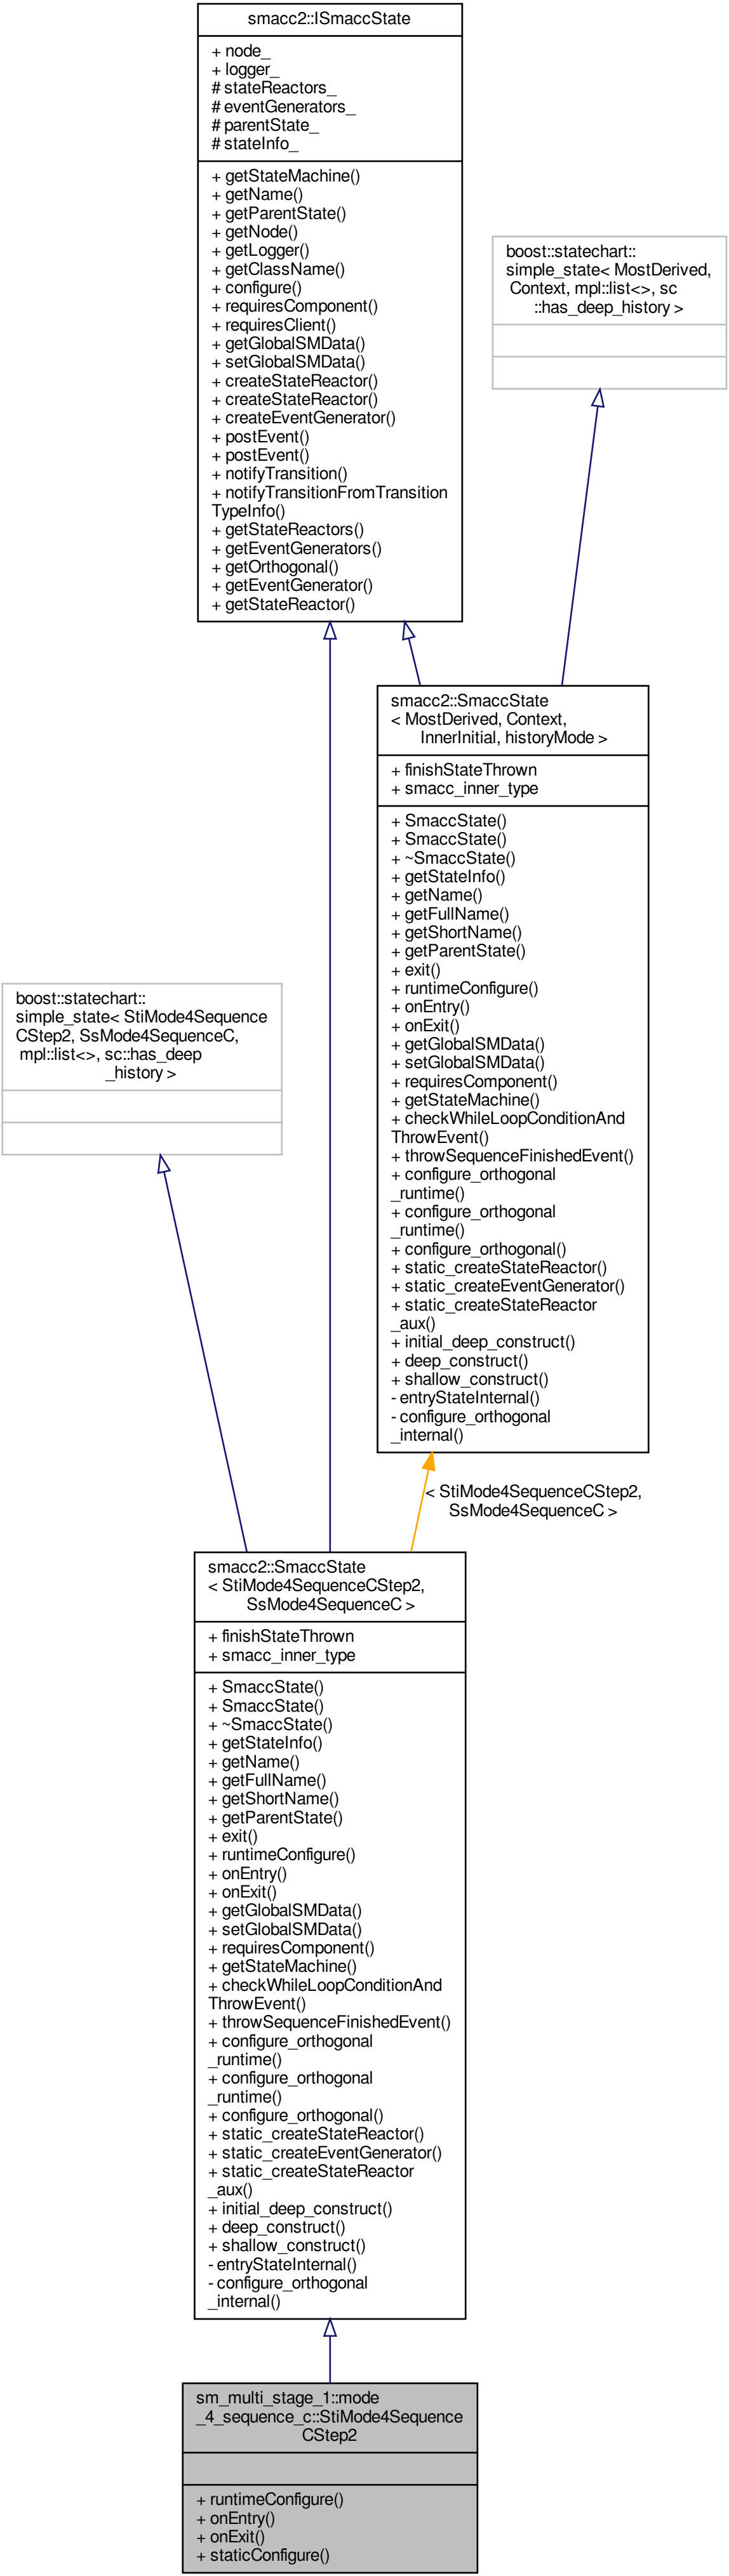 smacc2::ISmaccState
+ node_
+ logger_
# stateReactors_
# eventGenerators_
# parentState_
# stateInfo_
+ getStateMachine()
+ getName()
+ getParentState()
+ getNode()
+ getLogger()
+ getClassName()
+ configure()
+ requiresComponent()
+ requiresClient()
+ getGlobalSMData()
+ setGlobalSMData()
+ createStateReactor()
+ createStateReactor()
+ createEventGenerator()
+ postEvent()
+ postEvent()
+ notifyTransition()
+ notifyTransitionFromTransition
TypeInfo()
+ getStateReactors()
+ getEventGenerators()
+ getOrthogonal()
+ getEventGenerator()
+ getStateReactor()
boost::statechart::
simple_state< MostDerived,
Context, mpl::list<>, sc
::has_deep_history >
smacc2::SmaccState
< MostDerived, Context,
InnerInitial, historyMode >
+ finishStateThrown
+ smacc_inner_type
+ SmaccState()
+ SmaccState()
+ ~SmaccState()
+ getStateInfo()
+ getName()
+ getFullName()
+ getShortName()
+ getParentState()
+ exit()
+ runtimeConfigure()
+ onEntry()
+ onExit()
+ getGlobalSMData()
+ setGlobalSMData()
+ requiresComponent()
+ getStateMachine()
+ checkWhileLoopConditionAnd
ThrowEvent()
+ throwSequenceFinishedEvent()
+ configure_orthogonal
_runtime()
+ configure_orthogonal
_runtime()
+ configure_orthogonal()
+ static_createStateReactor()
+ static_createEventGenerator()
+ static_createStateReactor
_aux()
+ initial_deep_construct()
+ deep_construct()
+ shallow_construct()
- entryStateInternal()
- configure_orthogonal
_internal()
boost::statechart::
simple_state< StiMode4Sequence
CStep2, SsMode4SequenceC,
mpl::list<>, sc::has_deep
_history >
< StiMode4SequenceCStep2,
SsMode4SequenceC >
smacc2::SmaccState
< StiMode4SequenceCStep2,
SsMode4SequenceC >
+ finishStateThrown
+ smacc_inner_type
+ SmaccState()
+ SmaccState()
+ ~SmaccState()
+ getStateInfo()
+ getName()
+ getFullName()
+ getShortName()
+ getParentState()
+ exit()
+ runtimeConfigure()
+ onEntry()
+ onExit()
+ getGlobalSMData()
+ setGlobalSMData()
+ requiresComponent()
+ getStateMachine()
+ checkWhileLoopConditionAnd
ThrowEvent()
+ throwSequenceFinishedEvent()
+ configure_orthogonal
_runtime()
+ configure_orthogonal
_runtime()
+ configure_orthogonal()
+ static_createStateReactor()
+ static_createEventGenerator()
+ static_createStateReactor
_aux()
+ initial_deep_construct()
+ deep_construct()
+ shallow_construct()
- entryStateInternal()
- configure_orthogonal
_internal()
sm_multi_stage_1::mode
_4_sequence_c::StiMode4Sequence
CStep2
+ runtimeConfigure()
+ onEntry()
+ onExit()
+ staticConfigure()